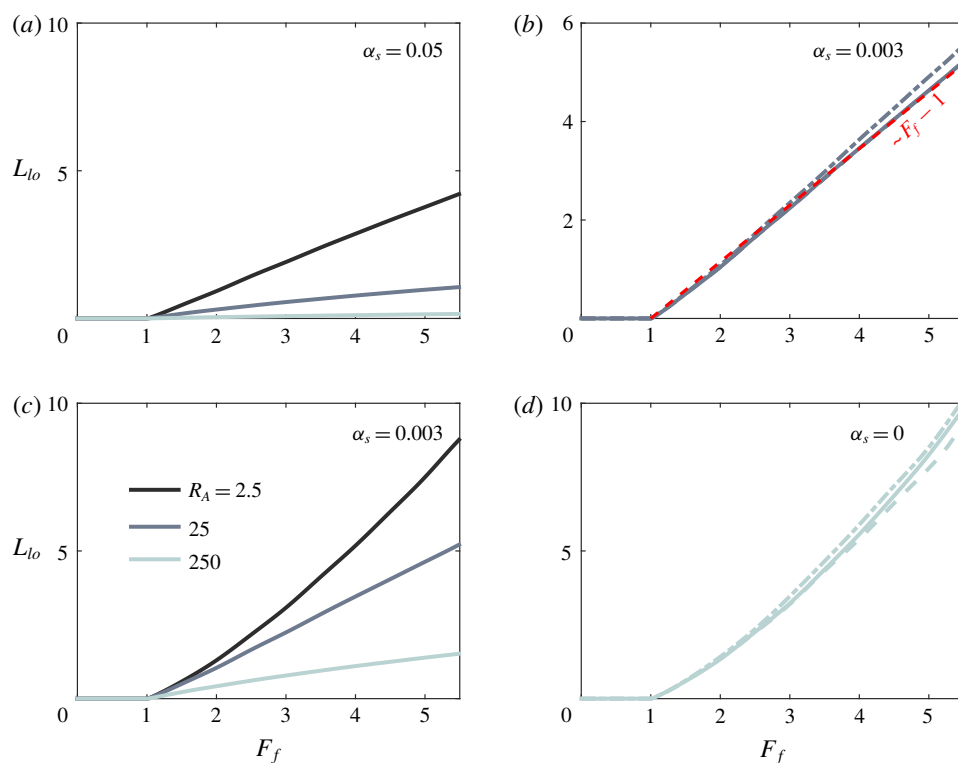 (a)
10
α_s = 0.05
L_lo
5
0
1 2 3 4 5
(b)
6
α_s = 0.003
~F_f − 1
4
2
0
1 2 3 4 5
(c)
10
α_s = 0.003
R_A = 2.5
25
250
L_lo
5
0
1 2 3 4 5
F_f
(d)
10
α_s = 0
5
0
1 2 3 4 5
F_f